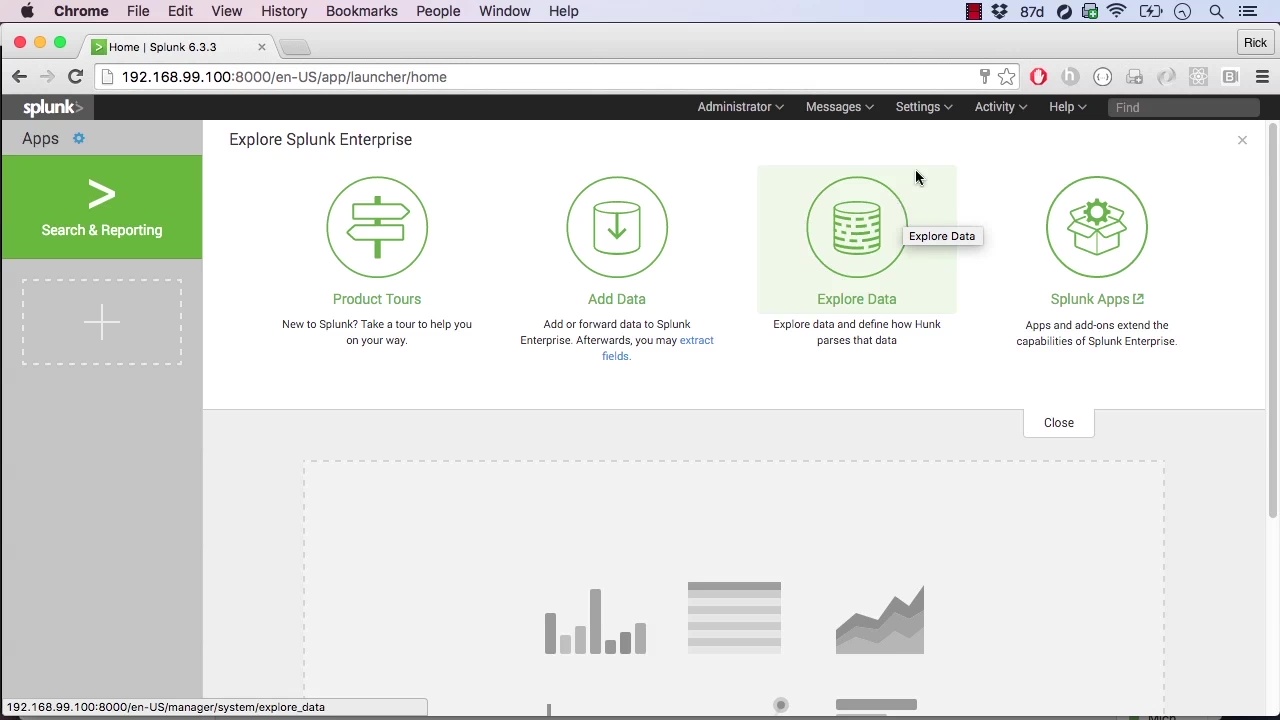 Chrome File Edit View History Bookmarks People Window Help 87d
Home | Splunk 6.3.3
Rick
192.168.99.100:8000/en-US/app/launcher/home
splunk> Administrator Messages Settings Activity Help Find
Apps
Explore Splunk Enterprise
>
Search & Reporting
Explore Data
Product Tours
New to Splunk? Take a tour to help you
on your way.
Add Data
Add or forward data to Splunk
Enterprise. Afterwards, you may extract
fields.
Explore Data
Explore data and define how Hunk
parses that data
Splunk Apps
Apps and add-ons extend the
capabilities of Splunk Enterprise.
Close
192.168.99.100:8000/en-US/manager/system/explore_data